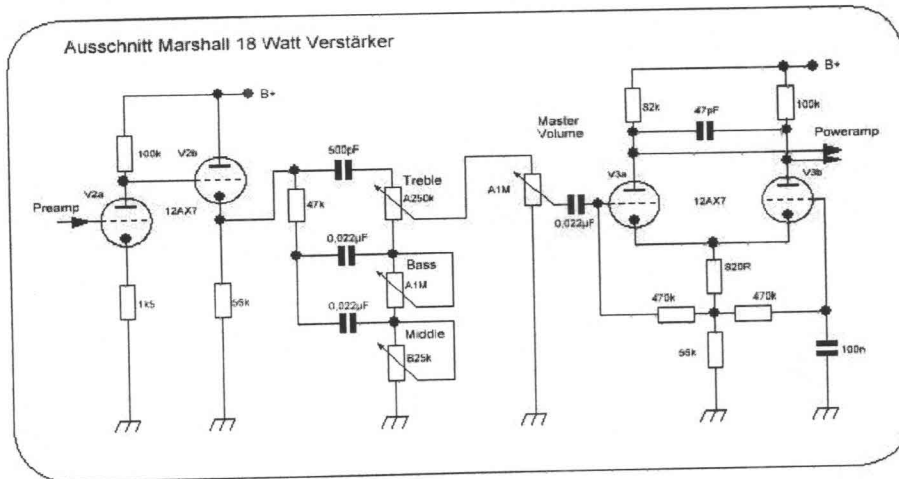 Ausschnitt Marshall 18 Watt Verstärker
B+
B+
100k
V2b
V2a
Preamp
12AX7
1k5
56k
500pF
47k
Treble
A250k
0,022µF
Bass
A1M
0,022µF
Middle
B25k
Master
Volume
A1M
0,022µF
82k
47pF
100k
Poweramp
V3a
12AX7
V3b
820R
470k
470k
56k
100n